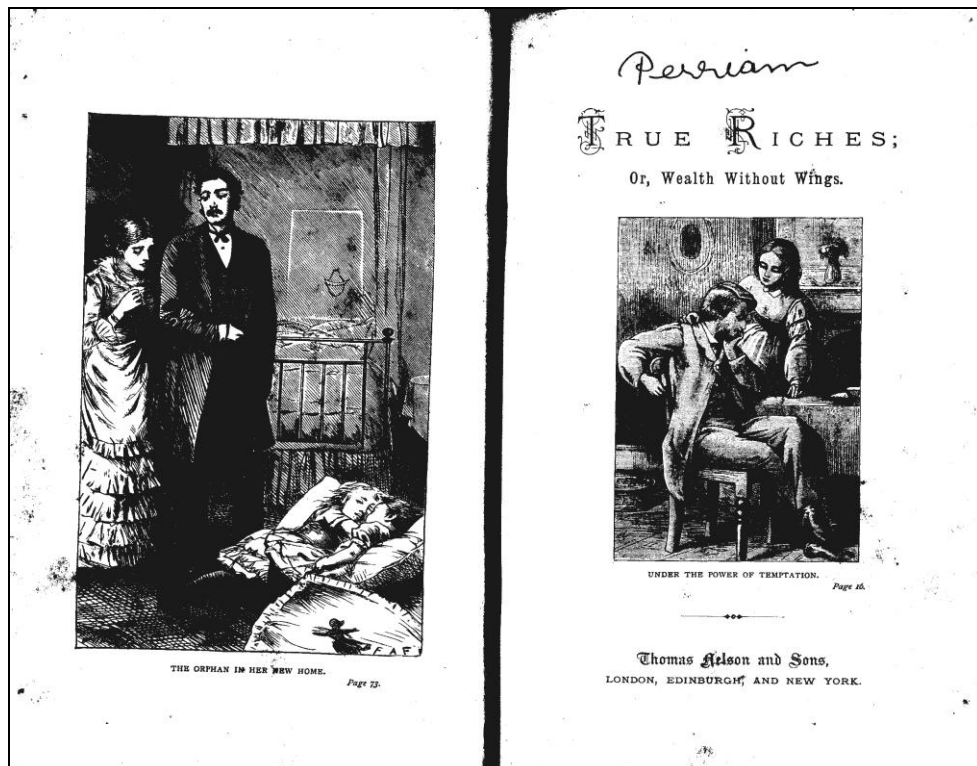 F.A.F.
THE ORPHAN IN HER NEW HOME.
Page 73.
Perriam
TRUE RICHES;
Or, Wealth Without Wings.
UNDER THE POWER OF TEMPTATION.
Page 16.
Thomas Nelson and Sons,
LONDON, EDINBURGH, AND NEW YORK.